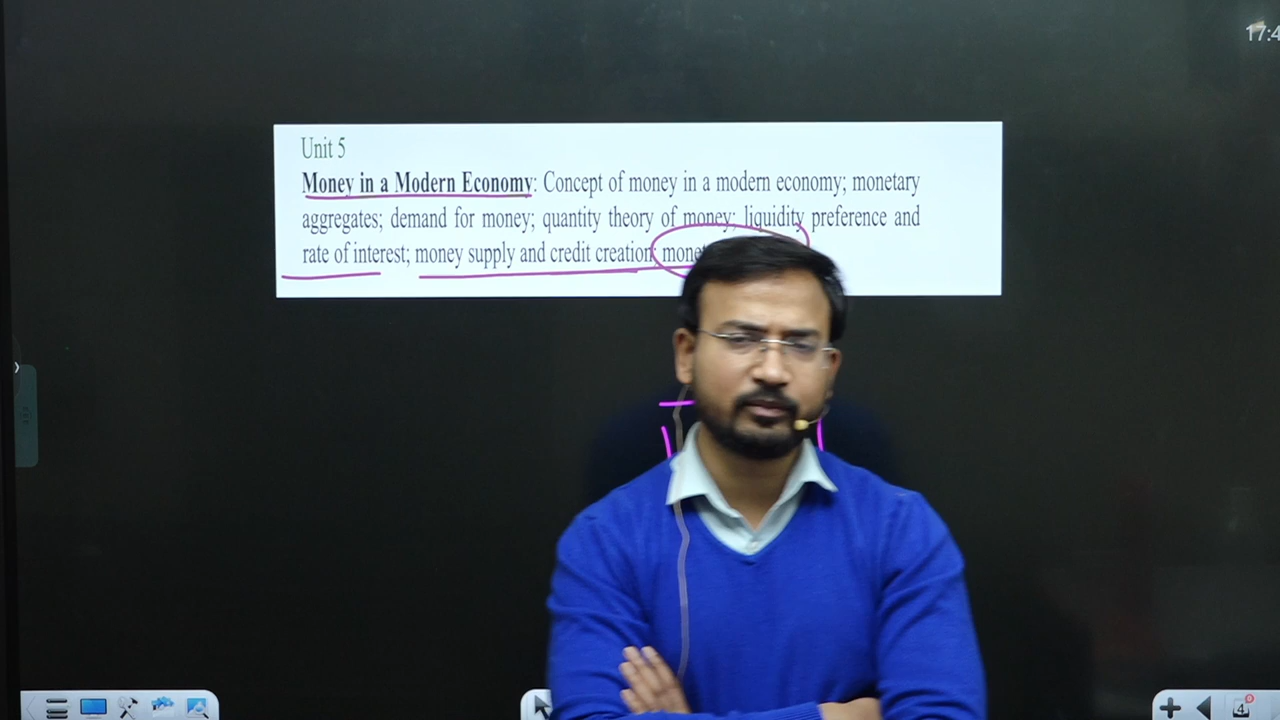 17:4
Unit 5
Money in a Modern Economy: Concept of money in a modern economy; monetary
aggregates; demand for money; quantity theory of money; liquidity preference and
rate of interest; money supply and credit creation;
4